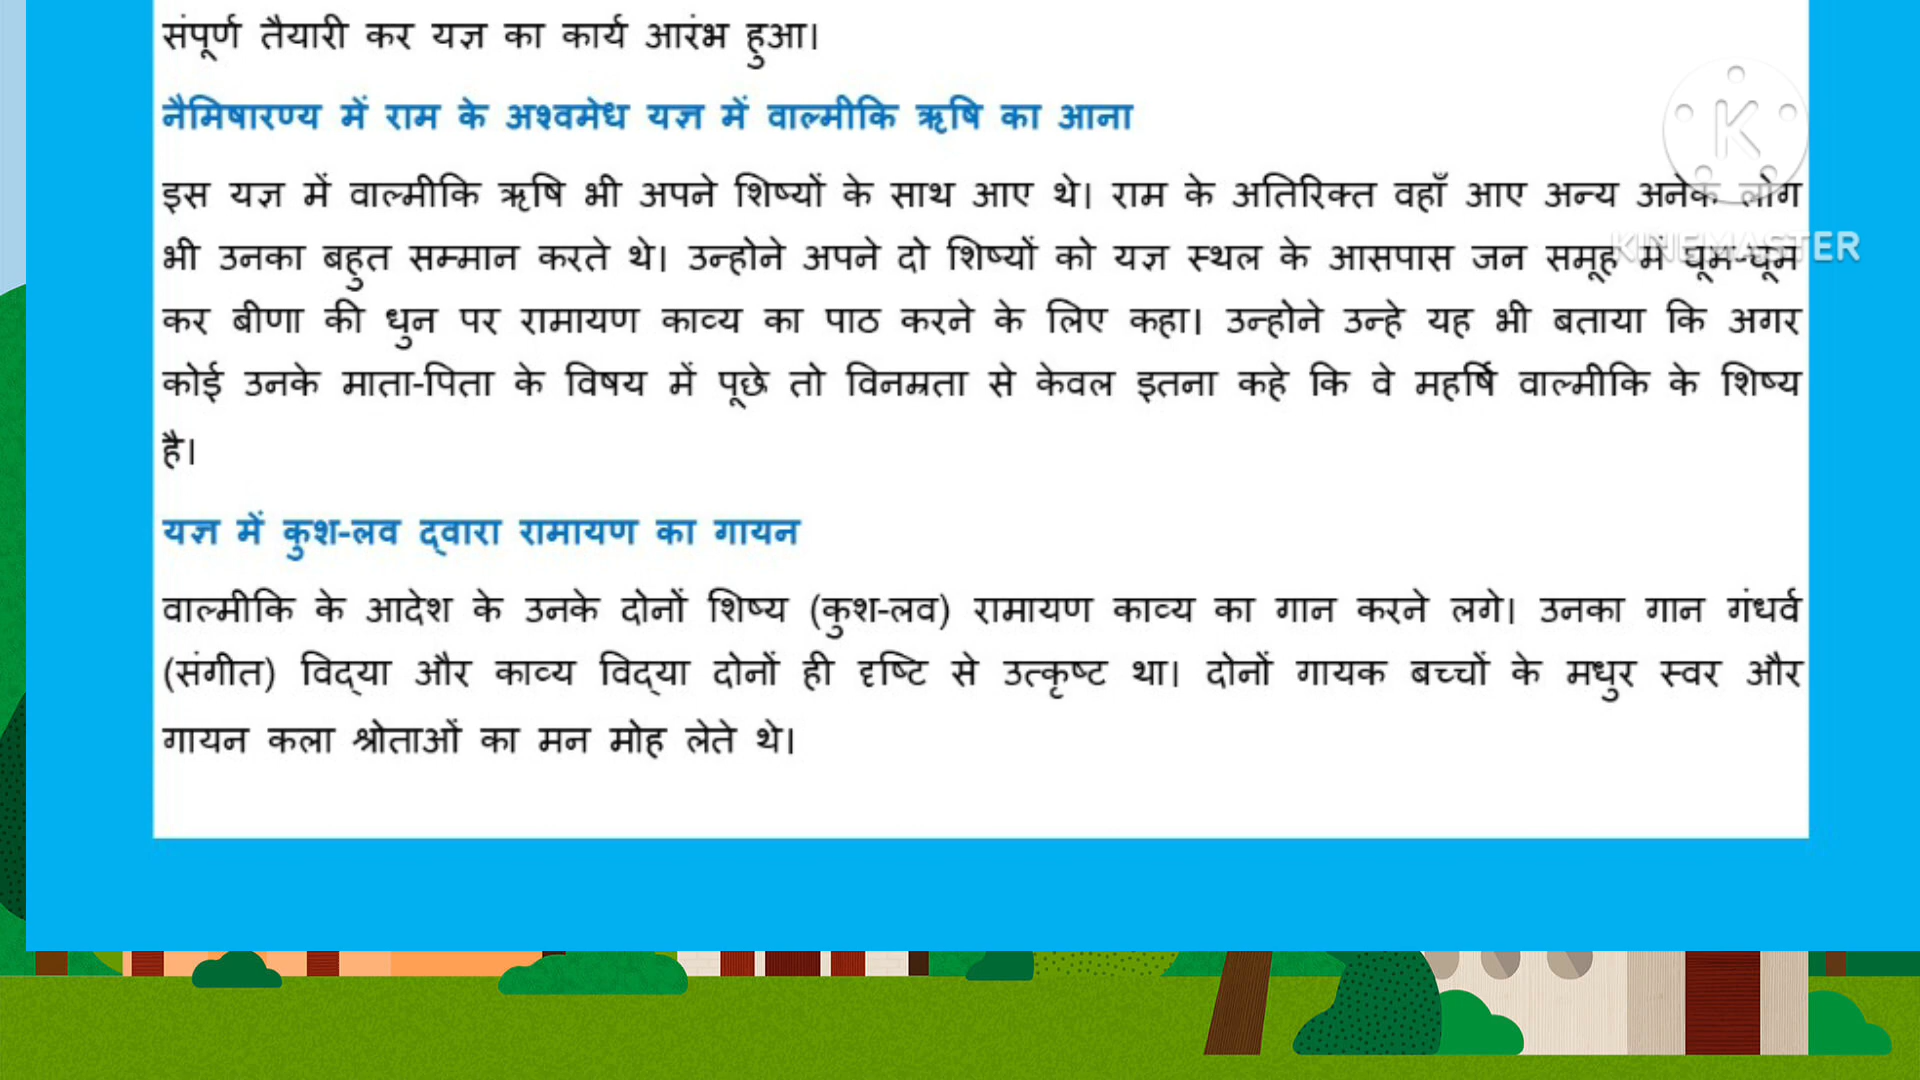 संपूर्ण तैयारी कर यज्ञ का कार्य आरंभ हुआ।
नैमिषारण्य में राम के अश्वमेध यज्ञ में वाल्मीकि ऋषि का आना
K
इस यज्ञ में वाल्मीकि ऋषि भी अपने शिष्यों के साथ आए थे। राम के अतिरिक्त वहाँ आए अन्य अनेक लोग
भी उनका बहुत सम्मान करते थे। उन्होने अपने दो शिष्यों को यज्ञ स्थल के आसपास जन समूह में घूम-घूम
KINEMASTER
कर बीणा की धुन पर रामायण काव्य का पाठ करने के लिए कहा। उन्होने उन्हे यह भी बताया कि अगर
कोई उनके माता-पिता के विषय में पूछे तो विनम्रता से केवल इतना कहे कि वे महर्षि वाल्मीकि के शिष्य
है।
यज्ञ में कुश-लव द्वारा रामायण का गायन
वाल्मीकि के आदेश के उनके दोनों शिष्य (कुश-लव) रामायण काव्य का गान करने लगे। उनका गान गंधर्व
(संगीत) विद्या और काव्य विद्या दोनों ही दृष्टि से उत्कृष्ट था। दोनों गायक बच्चों के मधुर स्वर और
गायन कला श्रोताओं का मन मोह लेते थे।